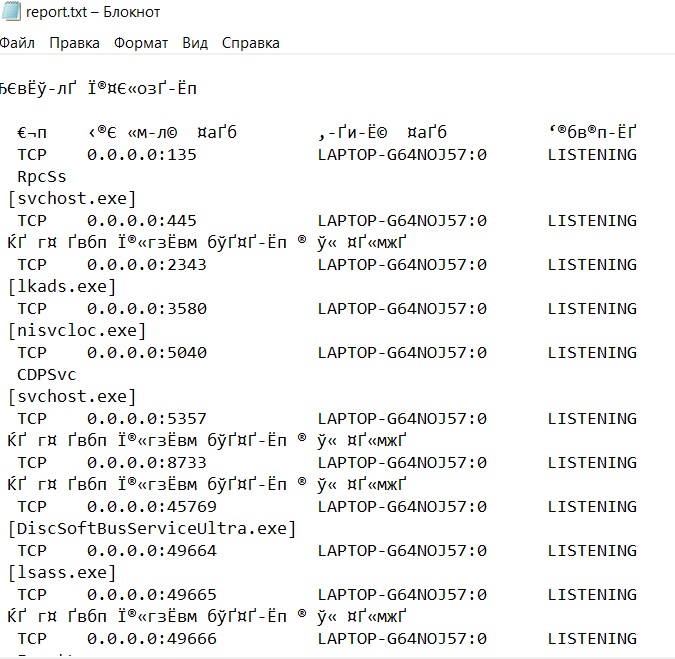 report.txt – Блокнот
Файл Правка Формат Вид Справка
ЂЄвЁў-лҐ Ї®¤Є«озҐ-Ёп
€¬п ‹®Є «м-л© ¤аҐб ‚-Ґи-Ё© ¤аҐб ‘®бв®п-ЁҐ
TCP 0.0.0.0:135 LAPTOP-G64NOJ57:0 LISTENING
RpcSs
[svchost.exe]
TCP 0.0.0.0:445 LAPTOP-G64NOJ57:0 LISTENING
ЌҐ г¤ Ґвбп Ї®«гзЁвм бўҐ¤Ґ-Ёп ® ў« ¤Ґ«мжҐ
TCP 0.0.0.0:2343 LAPTOP-G64NOJ57:0 LISTENING
[lkads.exe]
TCP 0.0.0.0:3580 LAPTOP-G64NOJ57:0 LISTENING
[nisvcloc.exe]
TCP 0.0.0.0:5040 LAPTOP-G64NOJ57:0 LISTENING
CDPSvc
[svchost.exe]
TCP 0.0.0.0:5357 LAPTOP-G64NOJ57:0 LISTENING
ЌҐ г¤ Ґвбп Ї®«гзЁвм бўҐ¤Ґ-Ёп ® ў« ¤Ґ«мжҐ
TCP 0.0.0.0:8733 LAPTOP-G64NOJ57:0 LISTENING
ЌҐ г¤ Ґвбп Ї®«гзЁвм бўҐ¤Ґ-Ёп ® ў« ¤Ґ«мжҐ
TCP 0.0.0.0:45769 LAPTOP-G64NOJ57:0 LISTENING
[DiscSoftBusServiceUltra.exe]
TCP 0.0.0.0:49664 LAPTOP-G64NOJ57:0 LISTENING
[lsass.exe]
TCP 0.0.0.0:49665 LAPTOP-G64NOJ57:0 LISTENING
ЌҐ г¤ Ґвбп Ї®«гзЁвм бўҐ¤Ґ-Ёп ® ў« ¤Ґ«мжҐ
TCP 0.0.0.0:49666 LAPTOP-G64NOJ57:0 LISTENING